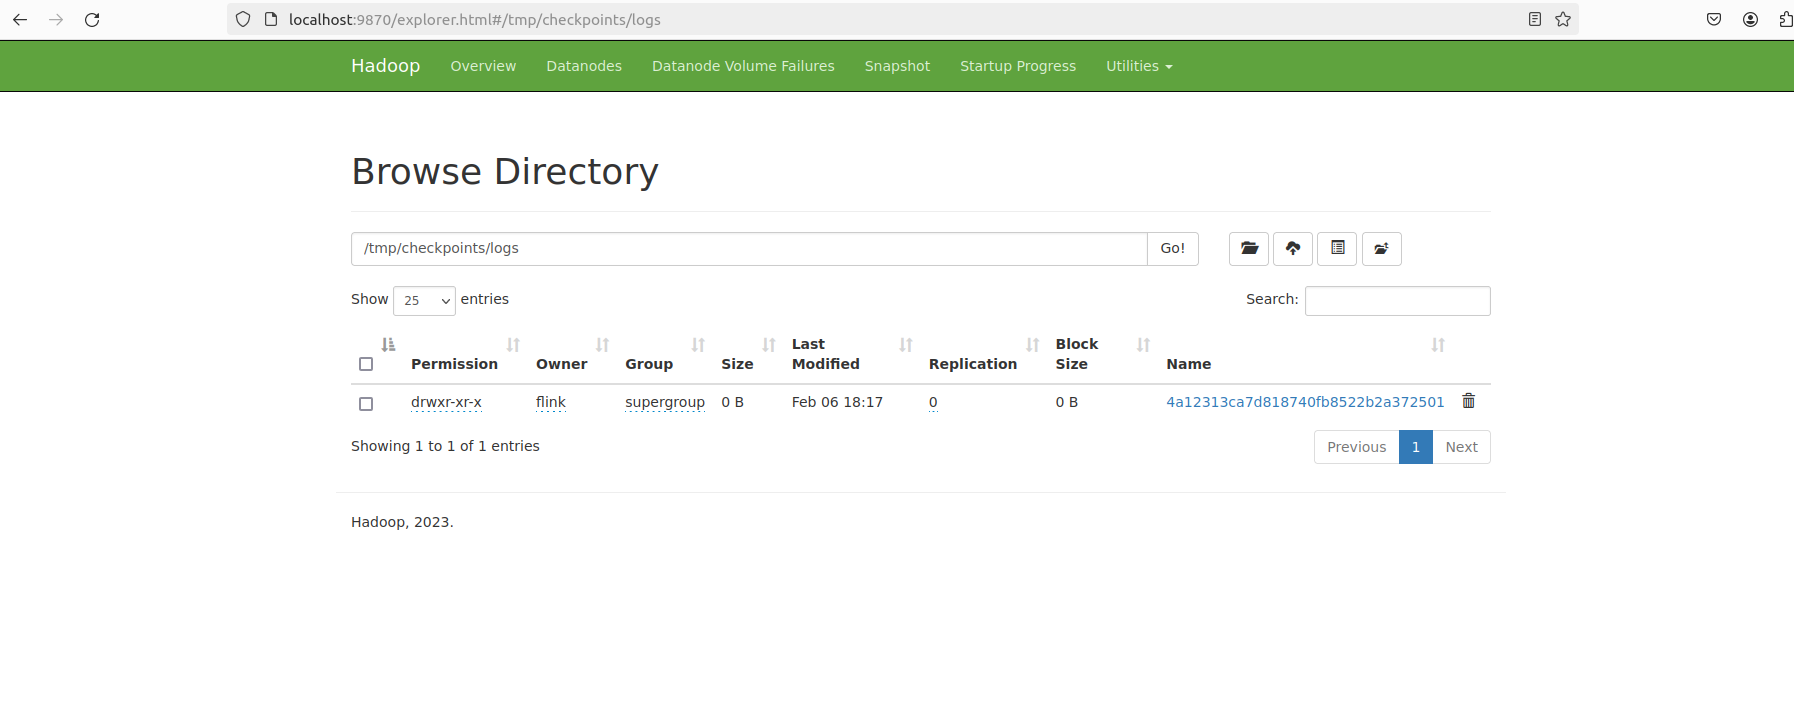 localhost:9870/explorer.html#/tmp/checkpoints/logs
Hadoop Overview Datanodes Datanode Volume Failures Snapshot Startup Progress Utilities
Browse Directory
/tmp/checkpoints/logs Go!
Show 25 entries Search:
Permission Owner Group Size Last Modified Replication Block Size Name
drwxr-xr-x flink supergroup 0 B Feb 06 18:17 0 0 B 4a12313ca7d818740fb8522b2a372501
Showing 1 to 1 of 1 entries Previous 1 Next
Hadoop, 2023.